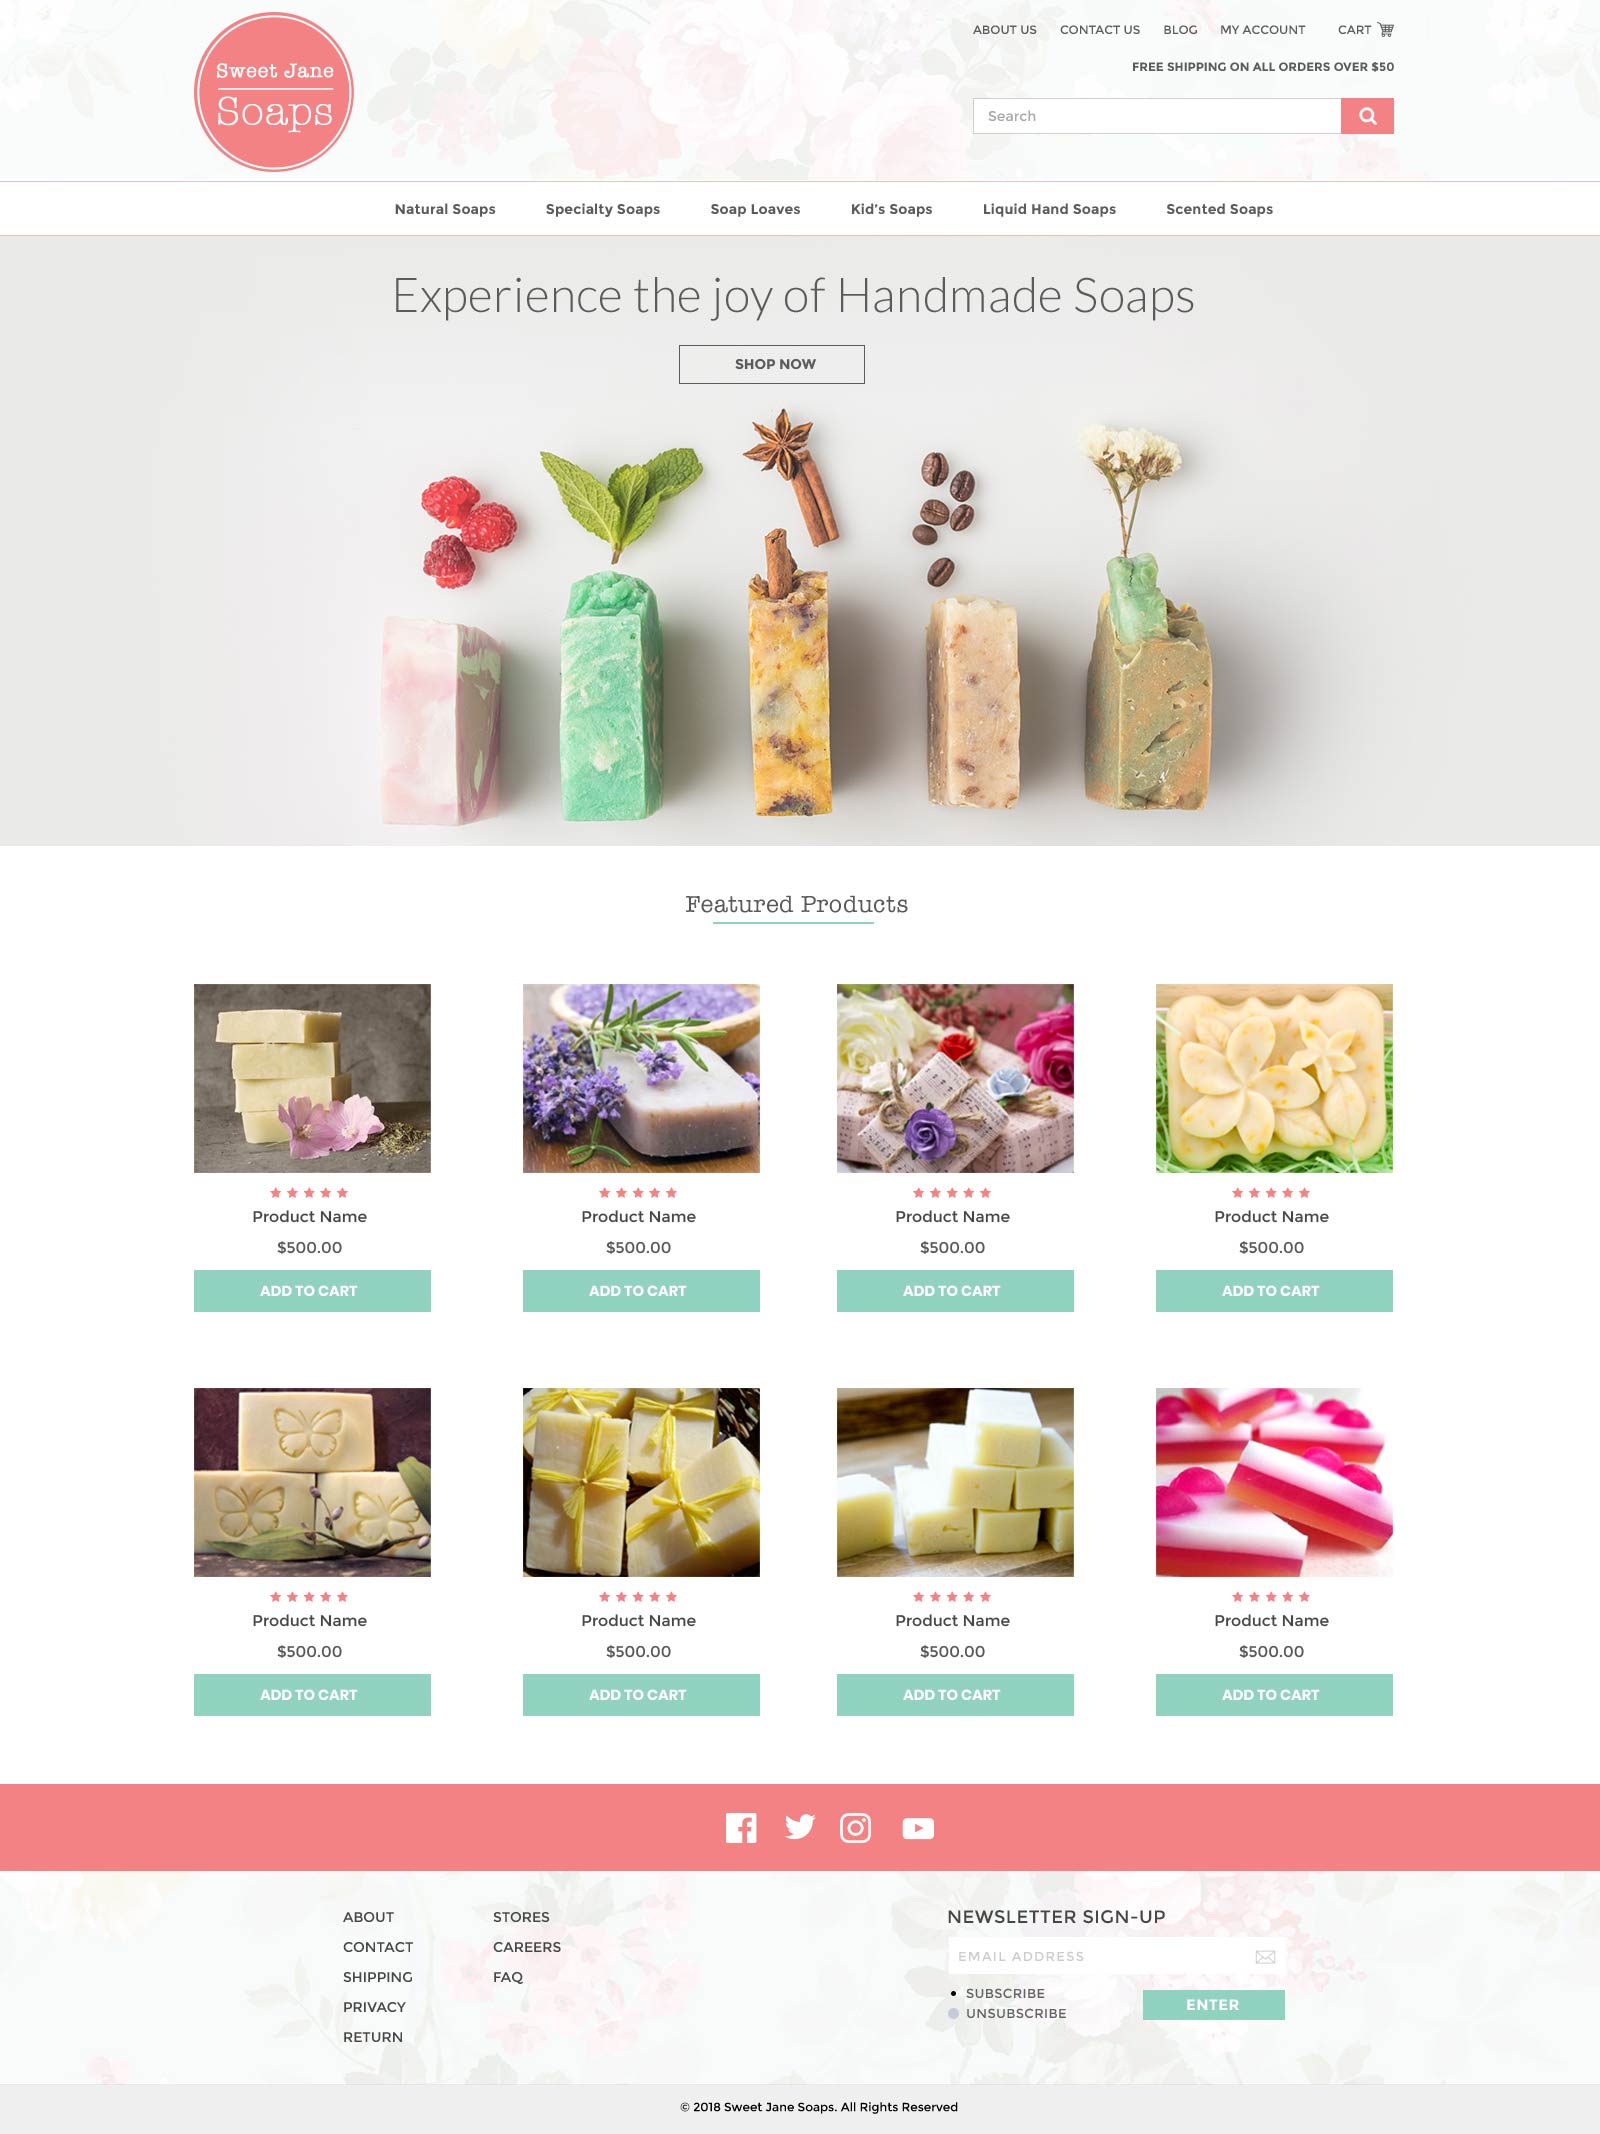 Sweet Jane
Soaps
ABOUT US CONTACT US BLOG MY ACCOUNT CART
FREE SHIPPING ON ALL ORDERS OVER $50
Search
Natural Soaps Specialty Soaps Soap Loaves Kid’s Soaps Liquid Hand Soaps Scented Soaps
Experience the joy of Handmade Soaps
SHOP NOW
Featured Products
Product Name Product Name Product Name Product Name
$500.00 $500.00 $500.00 $500.00
ADD TO CART ADD TO CART ADD TO CART ADD TO CART
Product Name Product Name Product Name Product Name
$500.00 $500.00 $500.00 $500.00
ADD TO CART ADD TO CART ADD TO CART ADD TO CART
ABOUT
CONTACT
SHIPPING
PRIVACY
RETURN
STORES
CAREERS
FAQ
NEWSLETTER SIGN-UP
EMAIL ADDRESS
SUBSCRIBE
UNSUBSCRIBE
ENTER
© 2018 Sweet Jane Soaps. All Rights Reserved